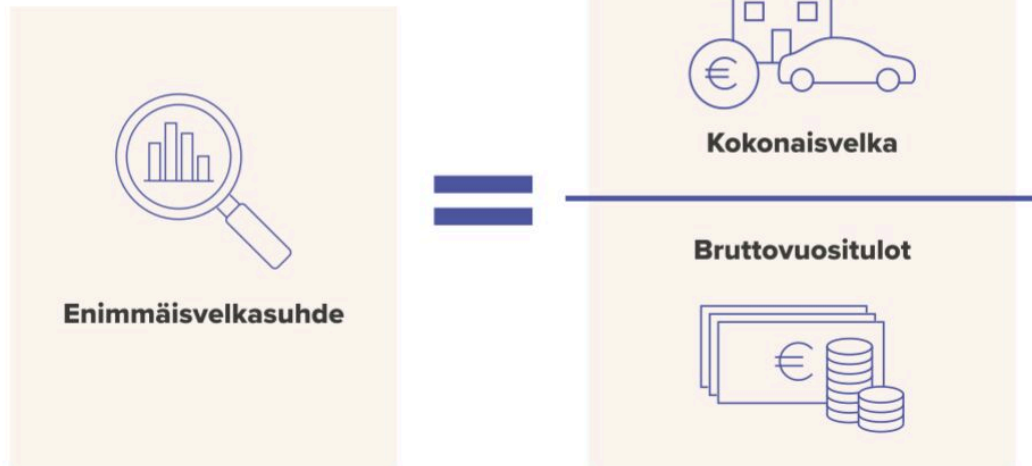 Enimmäisvelkasuhde
=
€
Kokonaisvelka
Bruttovuositulot
€